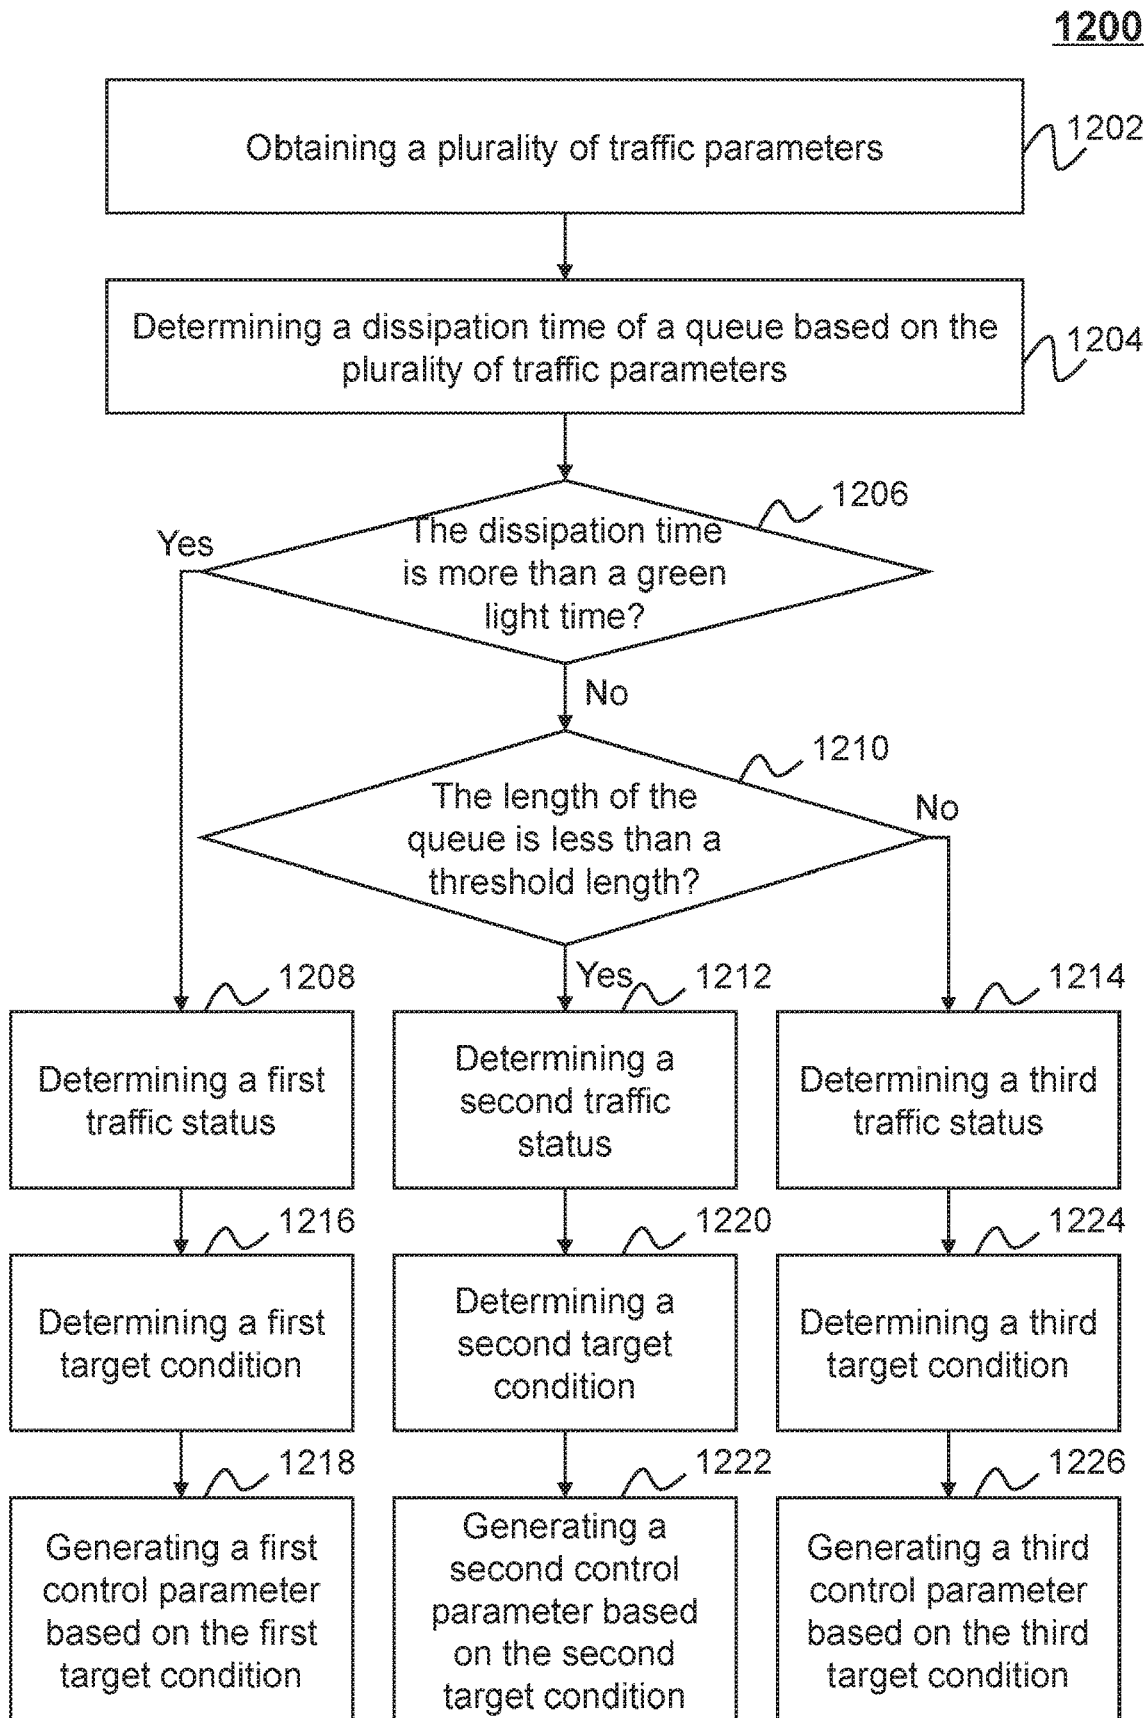 1200
Obtaining a plurality of traffic parameters
1202
Determining a dissipation time of a queue based on the
plurality of traffic parameters
1204
1206
Yes
The dissipation time
is more than a green
light time?
No
1210
The length of the
queue is less than a
threshold length?
No
Yes
1208
1212
1214
Determining a first
traffic status
Determining a
second traffic
status
Determining a third
traffic status
1216
1220
1224
Determining a first
target condition
Determining a
second target
condition
Determining a third
target condition
1218
1222
1226
Generating a first
control parameter
based on the first
target condition
Generating a
second control
parameter based
on the second
target condition
Generating a third
control parameter
based on the third
target condition